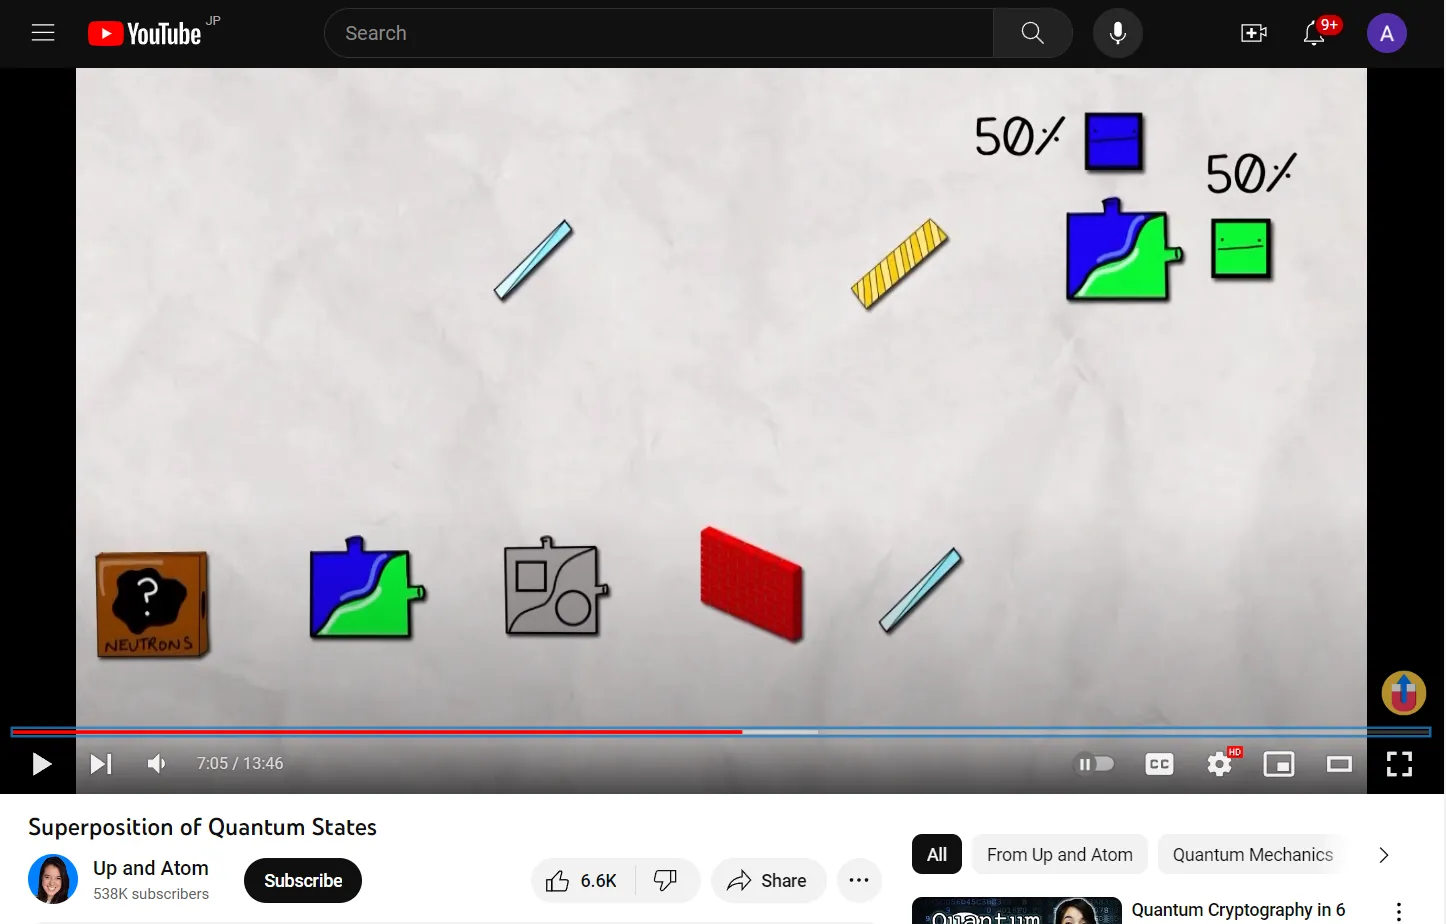 YouTube JP
Search
9+
A
50%
50%
?
NEUTRONS
7:05 / 13:46
CC
HD
Superposition of Quantum States
Up and Atom
538K subscribers
Subscribe
6.6K
Share
All
From Up and Atom
Quantum Mechanics
Quantum
Quantum Cryptography in 6